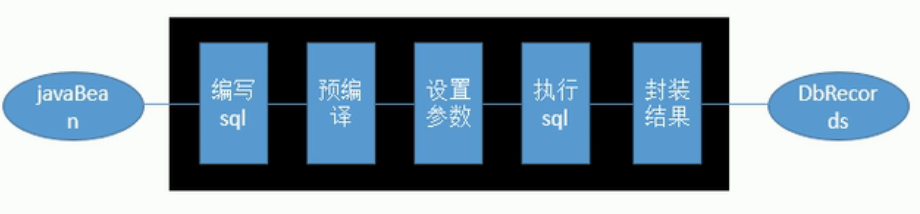 javaBea
n
编写
sql
预编
译
设置
参数
执行
sql
封装
结果
DbRecor
ds